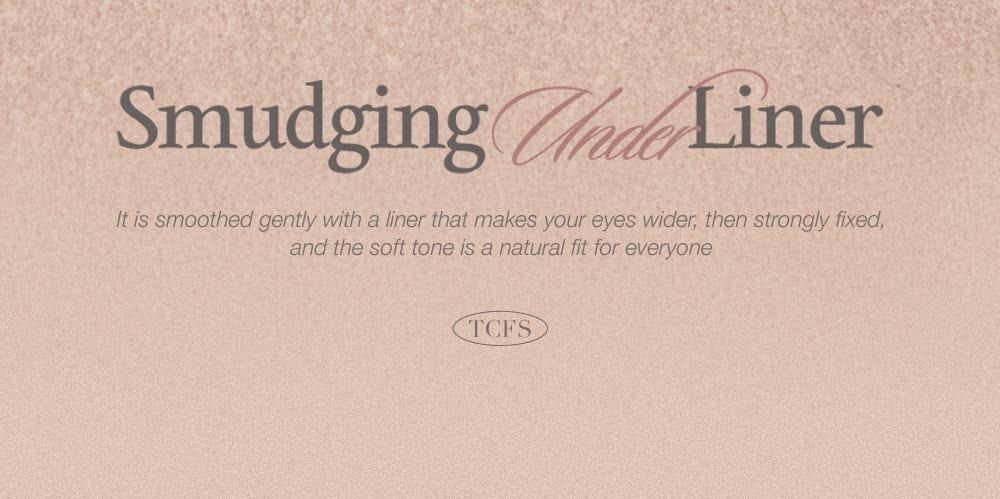 Smudging Under Liner
It is smoothed gently with a liner that makes your eyes wider, then strongly fixed,
and the soft tone is a natural fit for everyone
TCFS